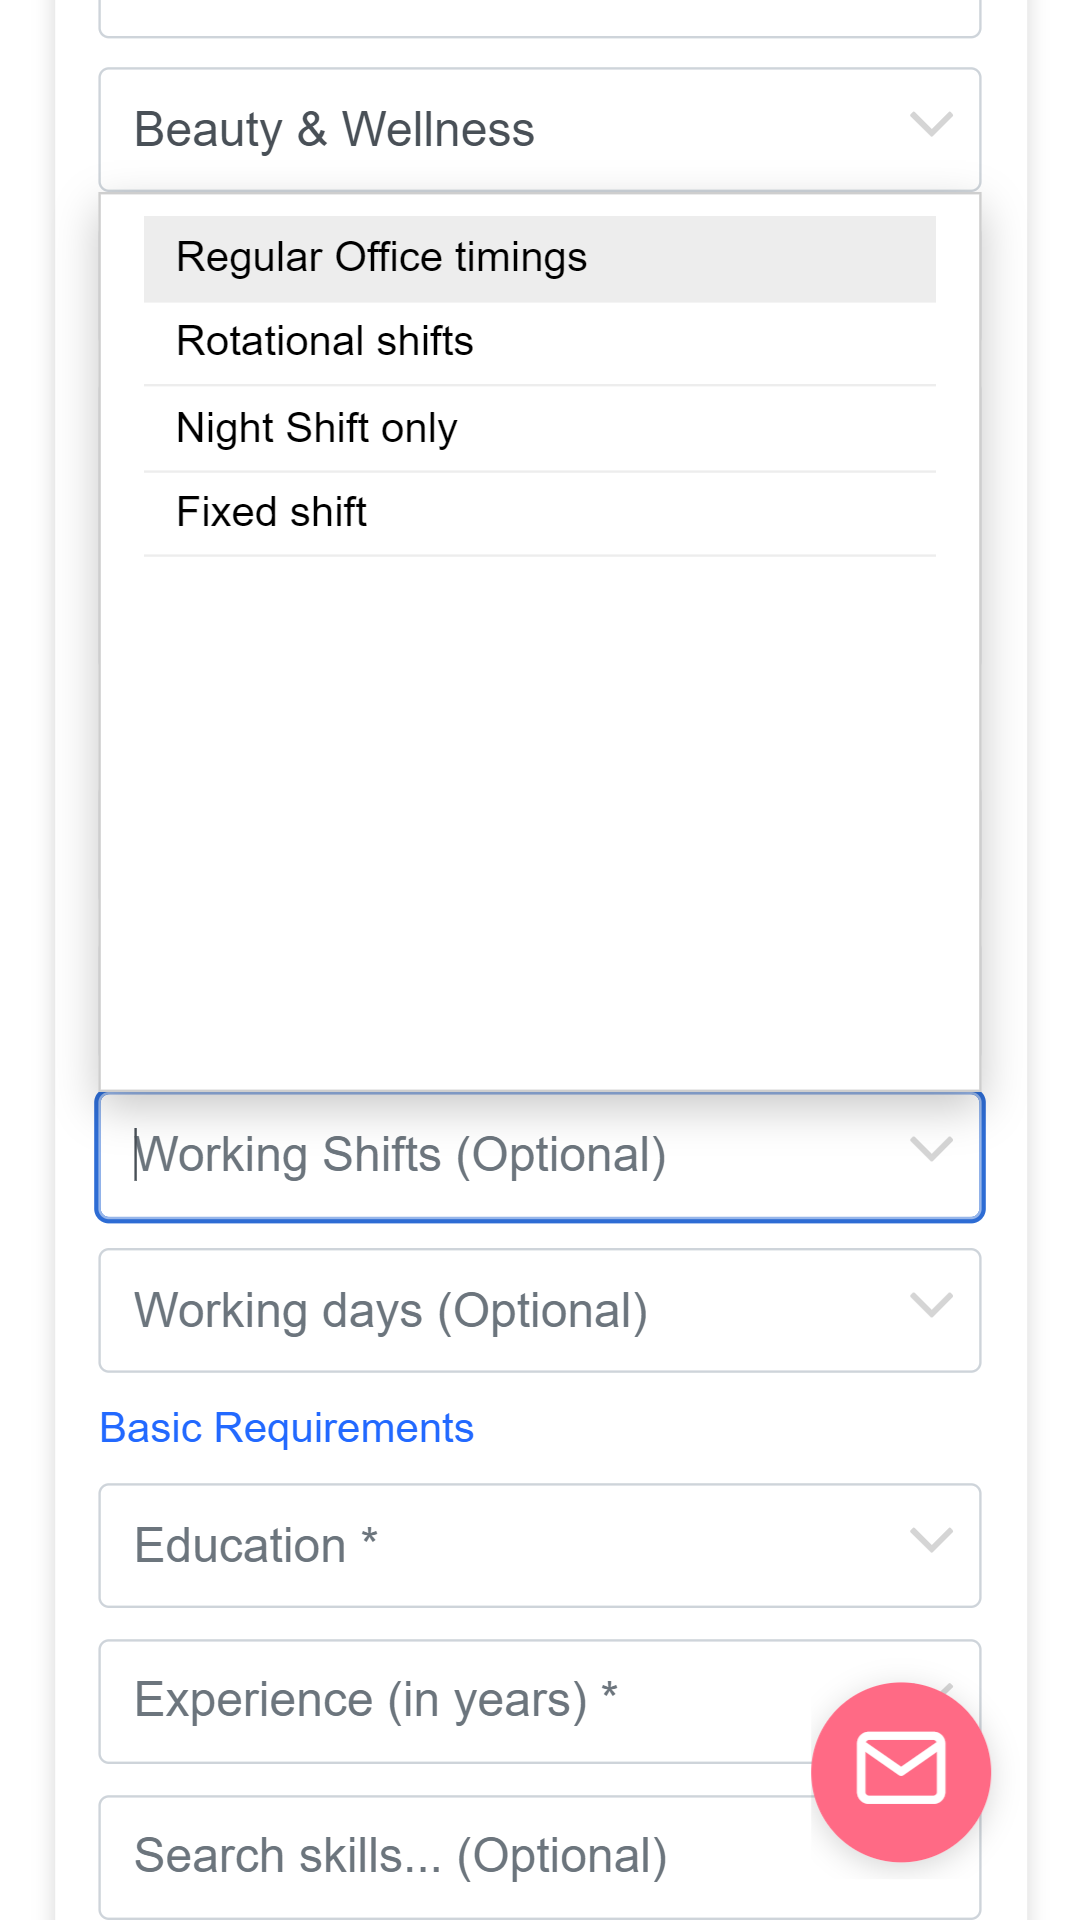 Beauty & Wellness
Regular Office timings
Rotational shifts
Night Shift only
Fixed shift
Working Shifts (Optional)
Working days (Optional)
Basic Requirements
Education *
Experience (in years) *
Search skills... (Optional)